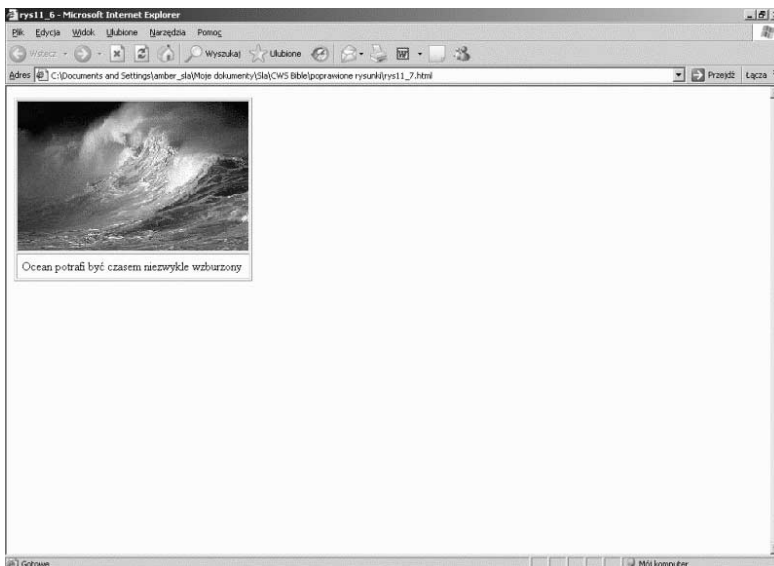 rys11_6 - Microsoft Internet Explorer
Plik Edycja Widok Ulubione Narzędzia Pomoc
Wstecz Wyszukaj Ulubione
Adres C:\Documents and Settings\amber_sla\Moje dokumenty\Sla\CWS Bible\poprawione rysunki\rys11_7.html Przejdź Łącza
Ocean potrafi być czasem niezwykle wzburzony
Gotowe Mój komputer